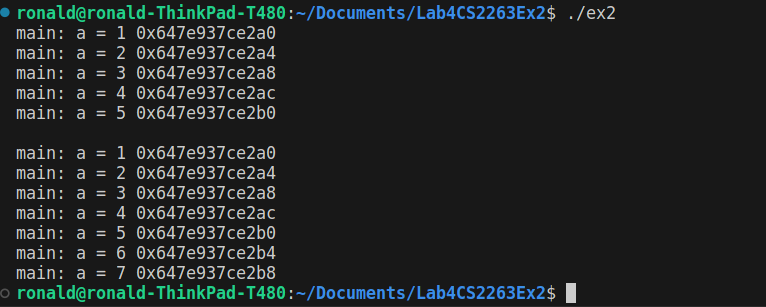 ronald@ronald-ThinkPad-T480:~/Documents/Lab4CS2263Ex2$ ./ex2
main: a = 1 0x647e937ce2a0
main: a = 2 0x647e937ce2a4
main: a = 3 0x647e937ce2a8
main: a = 4 0x647e937ce2ac
main: a = 5 0x647e937ce2b0

main: a = 1 0x647e937ce2a0
main: a = 2 0x647e937ce2a4
main: a = 3 0x647e937ce2a8
main: a = 4 0x647e937ce2ac
main: a = 5 0x647e937ce2b0
main: a = 6 0x647e937ce2b4
main: a = 7 0x647e937ce2b8
ronald@ronald-ThinkPad-T480:~/Documents/Lab4CS2263Ex2$